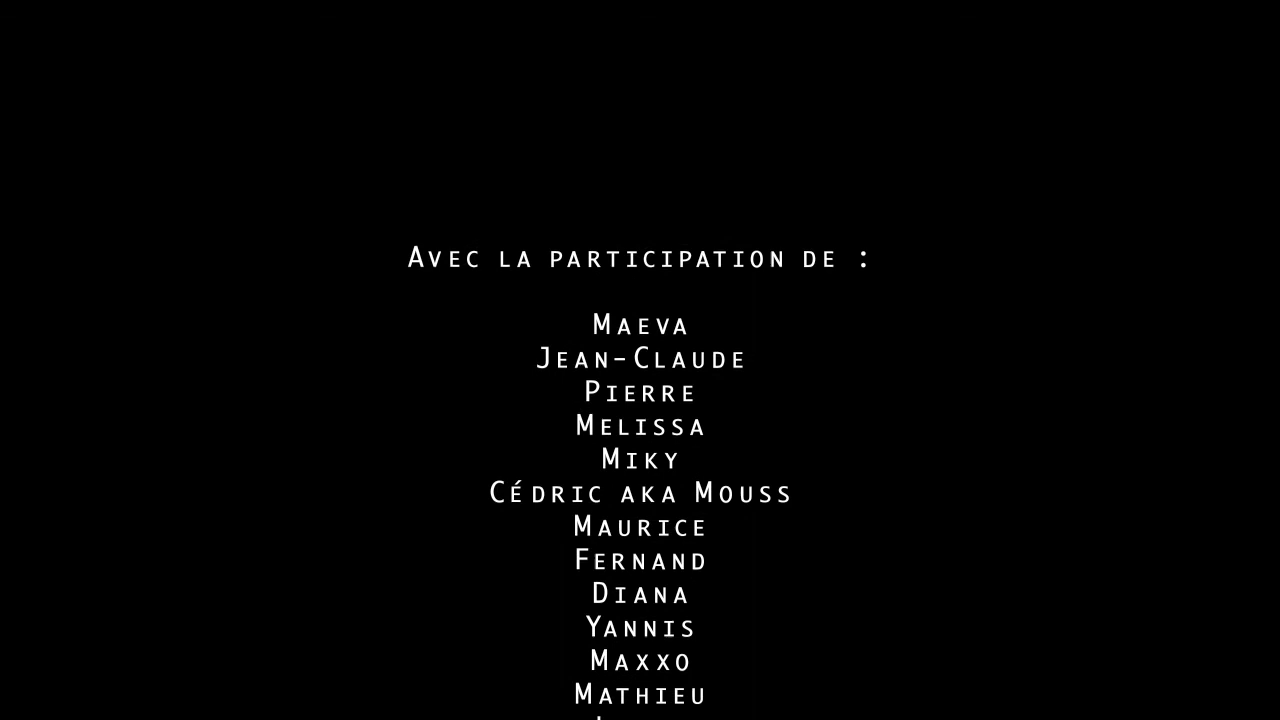 Avec la participation de :
Maeva
Jean-Claude
Pierre
Melissa
Miky
Cédric aka Mouss
Maurice
Fernand
Diana
Yannis
Maxxo
Mathieu